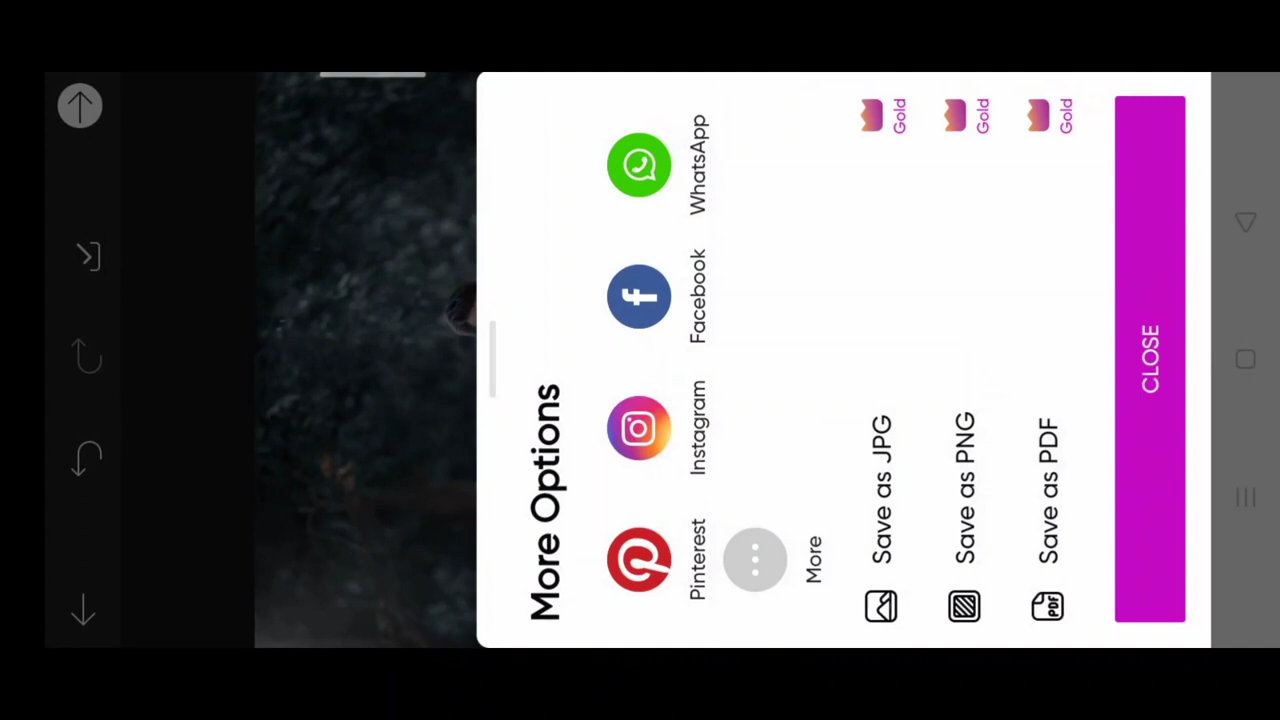 More Options
Pinterest
Instagram
Facebook
WhatsApp
More
Save as JPG
Gold
Save as PNG
Gold
PDF
Save as PDF
Gold
CLOSE